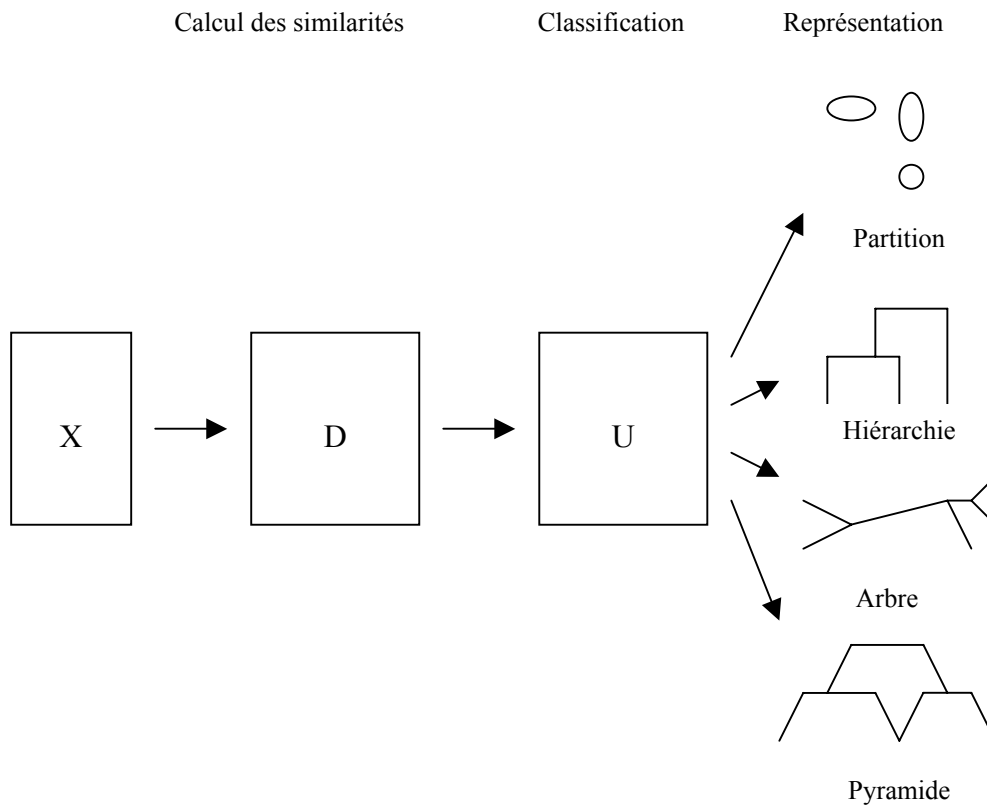 Calcul des similarités Classification Représentation
Partition
X D U
Hiérarchie
Arbre
Pyramide